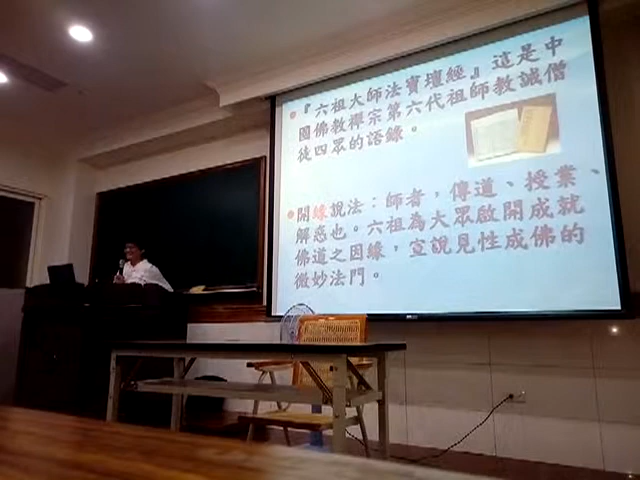 『六祖大師法寶壇經』這是中
國佛教禪宗第六代祖師教誡僧
徒四眾的語錄。
開緣說法：師者，傳道、授業、
解惑也。六祖為大眾啟開成就
佛道之因緣，宣說見性成佛的
微妙法門。